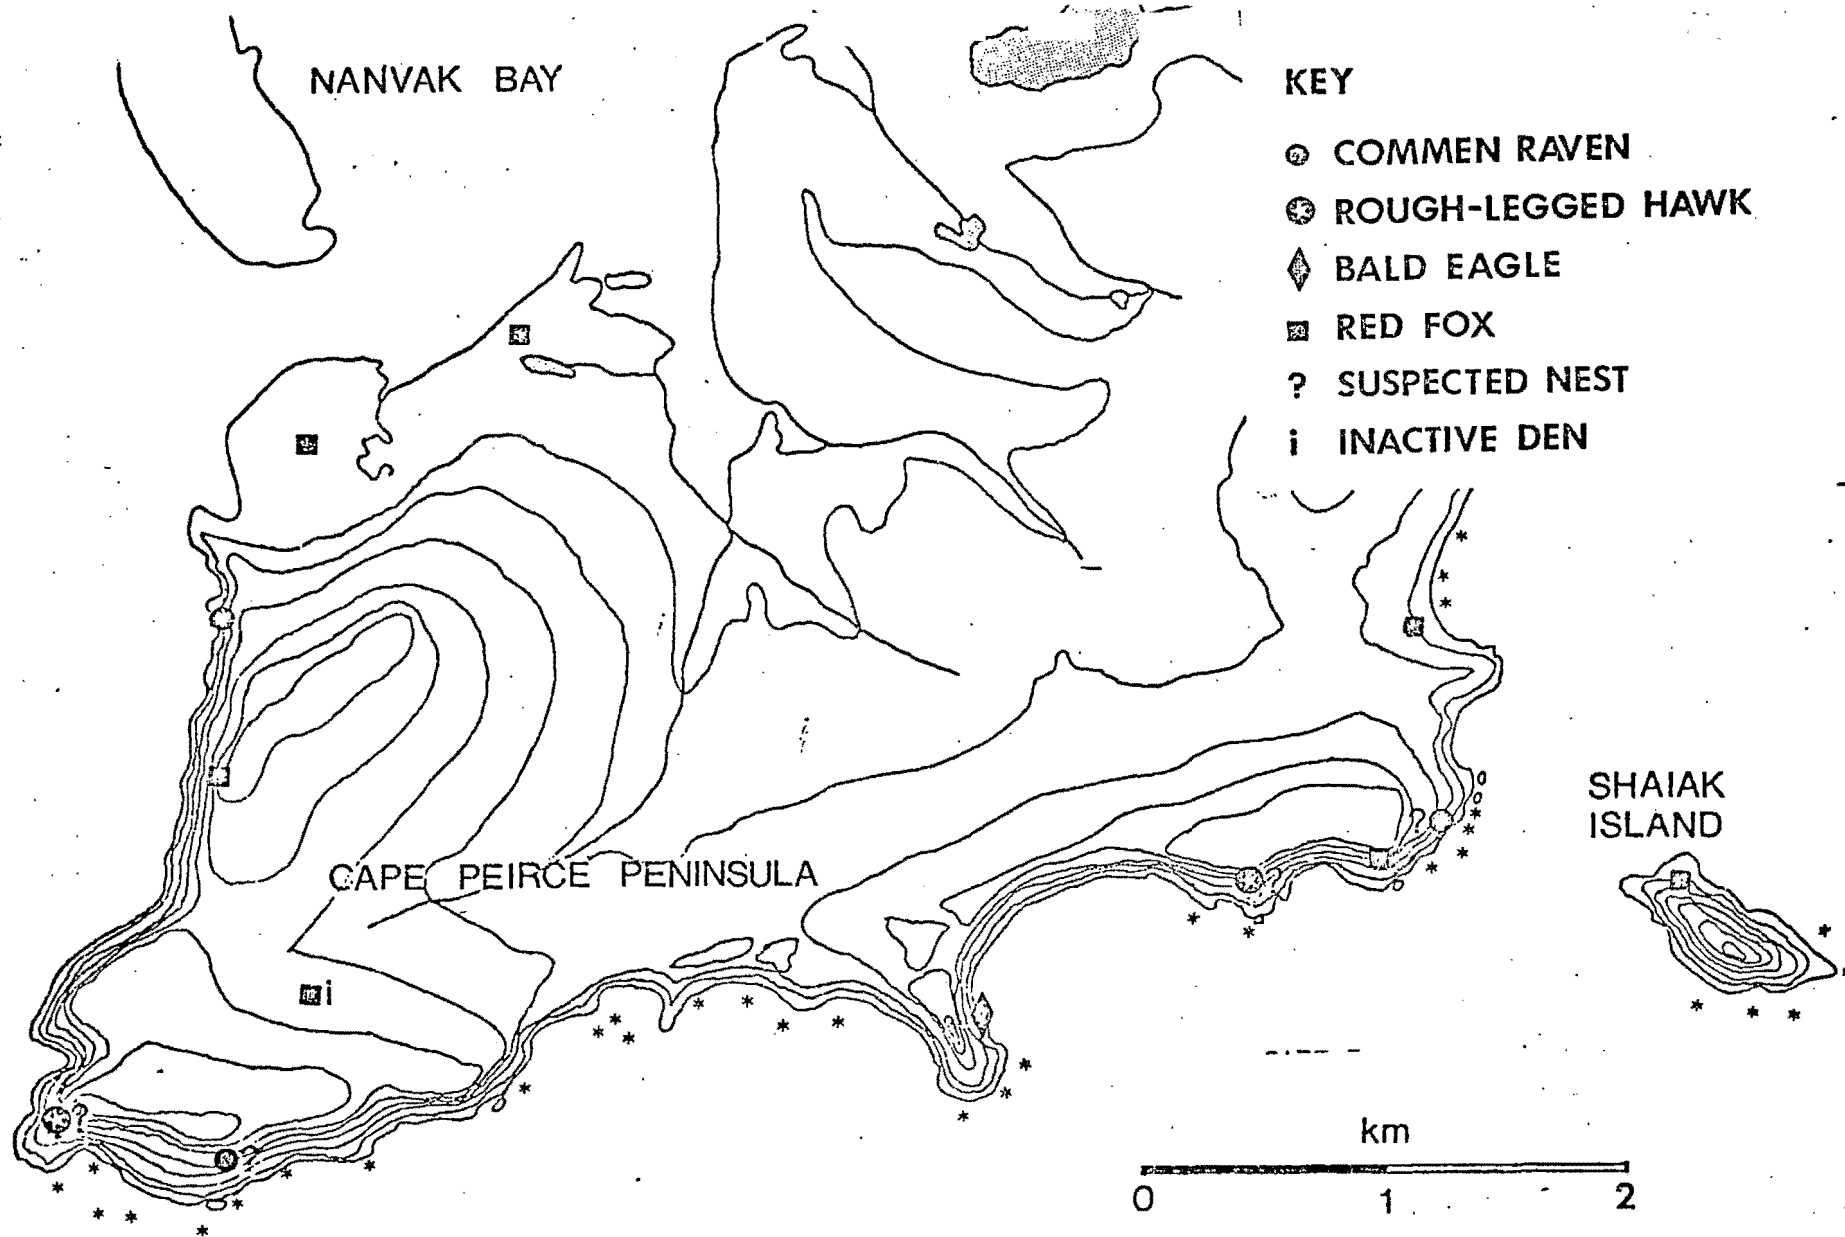 NANVAK BAY
KEY
COMMEN RAVEN
ROUGH-LEGGED HAWK
BALD EAGLE
RED FOX
? SUSPECTED NEST
i INACTIVE DEN
SHAIAK
ISLAND
CAPE PEIRCE PENINSULA
i
km
0 1 2